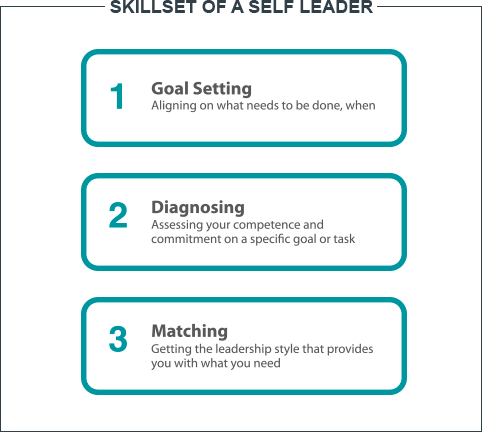 SKILLSET OF A SELF LEADER
1
Goal Setting
Aligning on what needs to be done, when
2
Diagnosing
Assessing your competence and
commitment on a specific goal or task
3
Matching
Getting the leadership style that provides
you with what you need